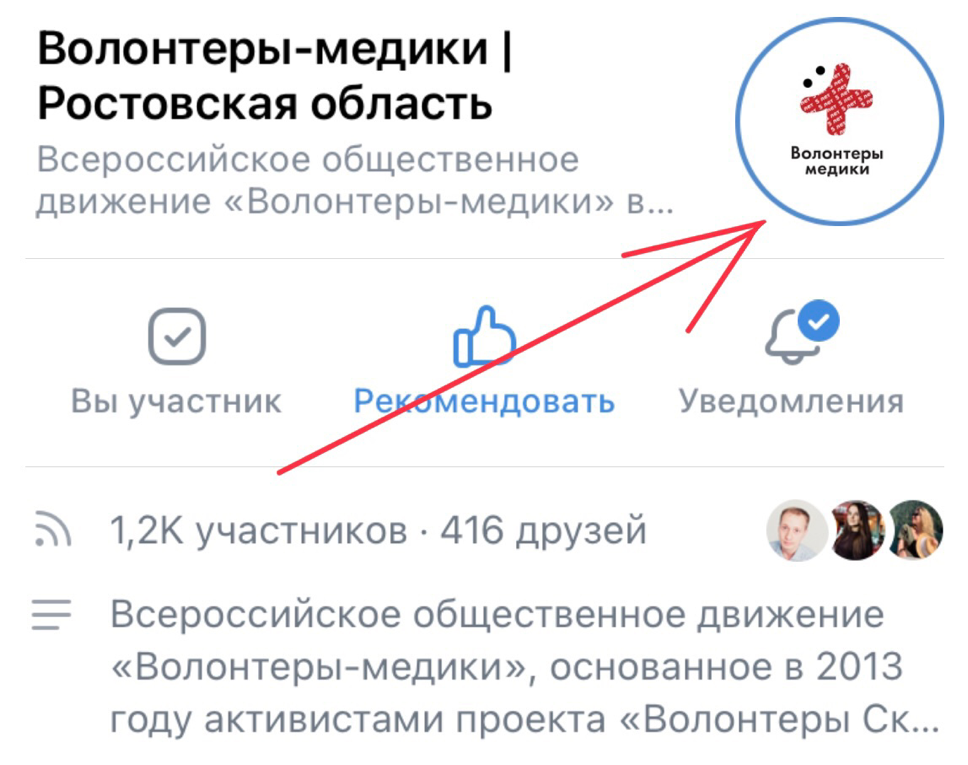 Волонтеры-медики |
Ростовская область
Всероссийское общественное
движение «Волонтеры-медики» в...
Волонтеры
медики
Вы участник
Рекомендовать
Уведомления
1,2K участников · 416 друзей
Всероссийское общественное движение
«Волонтеры-медики», основанное в 2013
году активистами проекта «Волонтеры Ск...